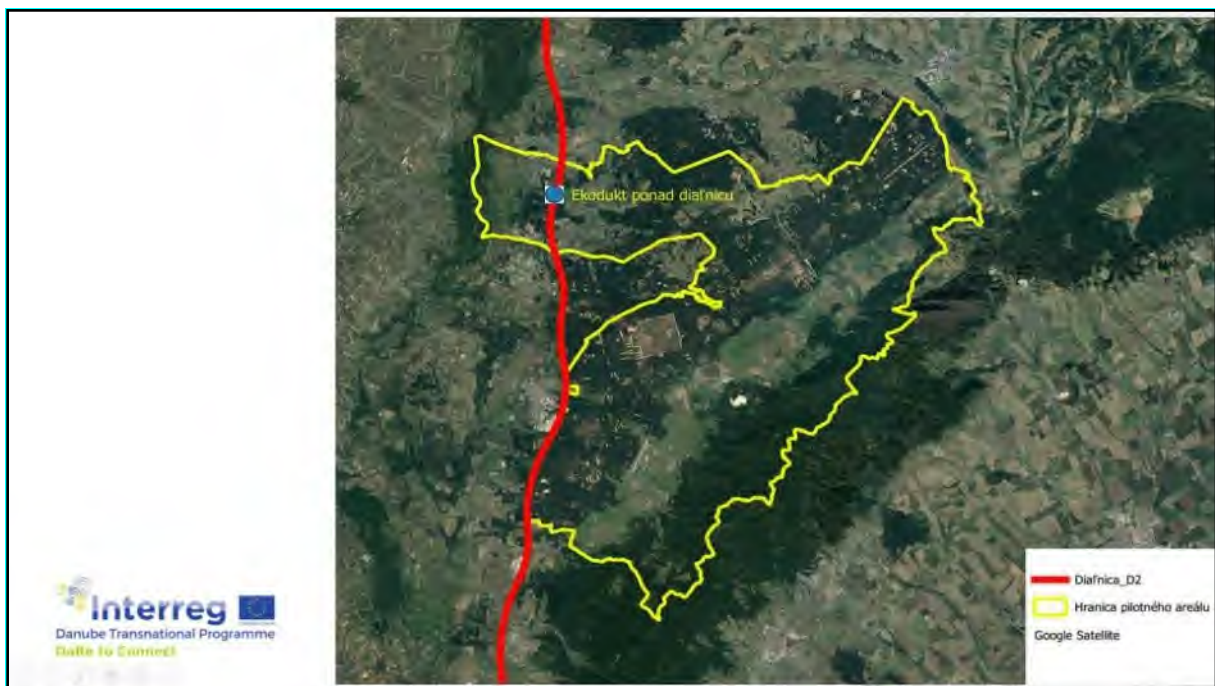 Ekodukt ponad diaľnicu
Interreg
Danube Transnational Programme
DaRe to Connect
Diaľnica_D2
Hranica pilotného areálu
Google Satellite